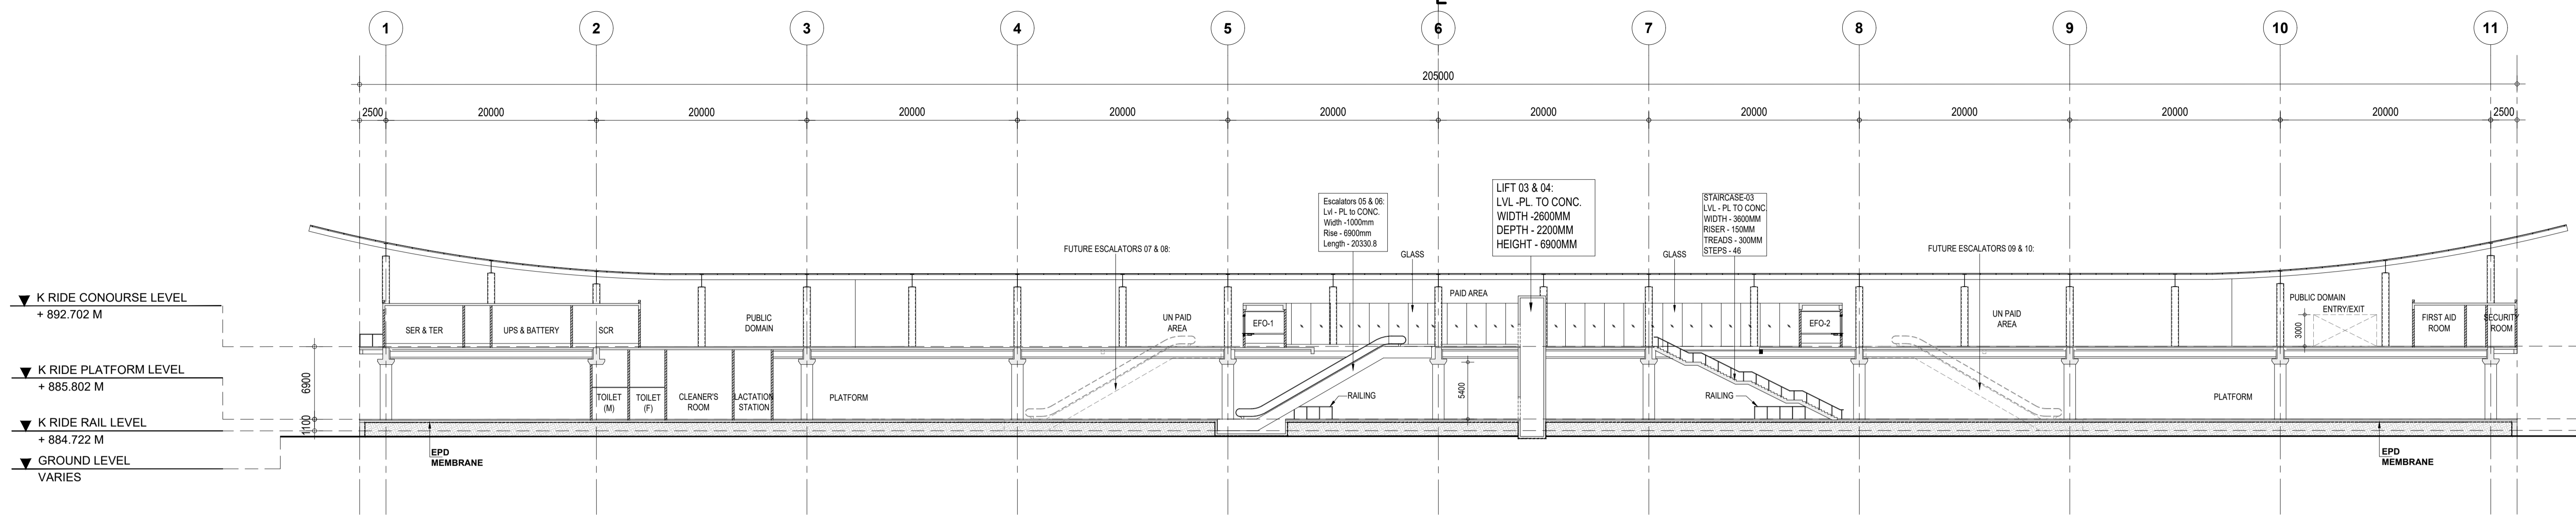 1 2 3 4 5 6 7 8 9 10 11
205000
2500 20000 20000 20000 20000 20000 20000 20000 20000 20000 20000 2500
LIFT 03 & 04:
LVL -PL. TO CONC.
WIDTH -2600MM
DEPTH - 2200MM
HEIGHT - 6900MM
Escalators 05 & 06:
Lvl - PL to CONC.
Width -1000mm
Rise - 6900mm
Length - 20330.8
STAIRCASE-03
LVL - PL TO CONC.
WIDTH - 3600MM
RISER - 150MM
TREADS - 300MM
STEPS - 46
FUTURE ESCALATORS 07 & 08:
GLASS
GLASS
FUTURE ESCALATORS 09 & 10:
K RIDE CONOURSE LEVEL
+ 892.702 M
PAID AREA
PUBLIC DOMAIN
ENTRY/EXIT
3000
SER & TER
UPS & BATTERY
SCR
PUBLIC
DOMAIN
UN PAID
AREA
EFO-1
EFO-2
UN PAID
AREA
FIRST AID
ROOM
SECURITY
ROOM
K RIDE PLATFORM LEVEL
+ 885.802 M
6900
5400
TOILET
(M)
TOILET
(F)
CLEANER'S
ROOM
LACTATION
STATION
PLATFORM
RAILING
RAILING
PLATFORM
K RIDE RAIL LEVEL
+ 884.722 M
1100
GROUND LEVEL
VARIES
EPD
MEMBRANE
EPD
MEMBRANE